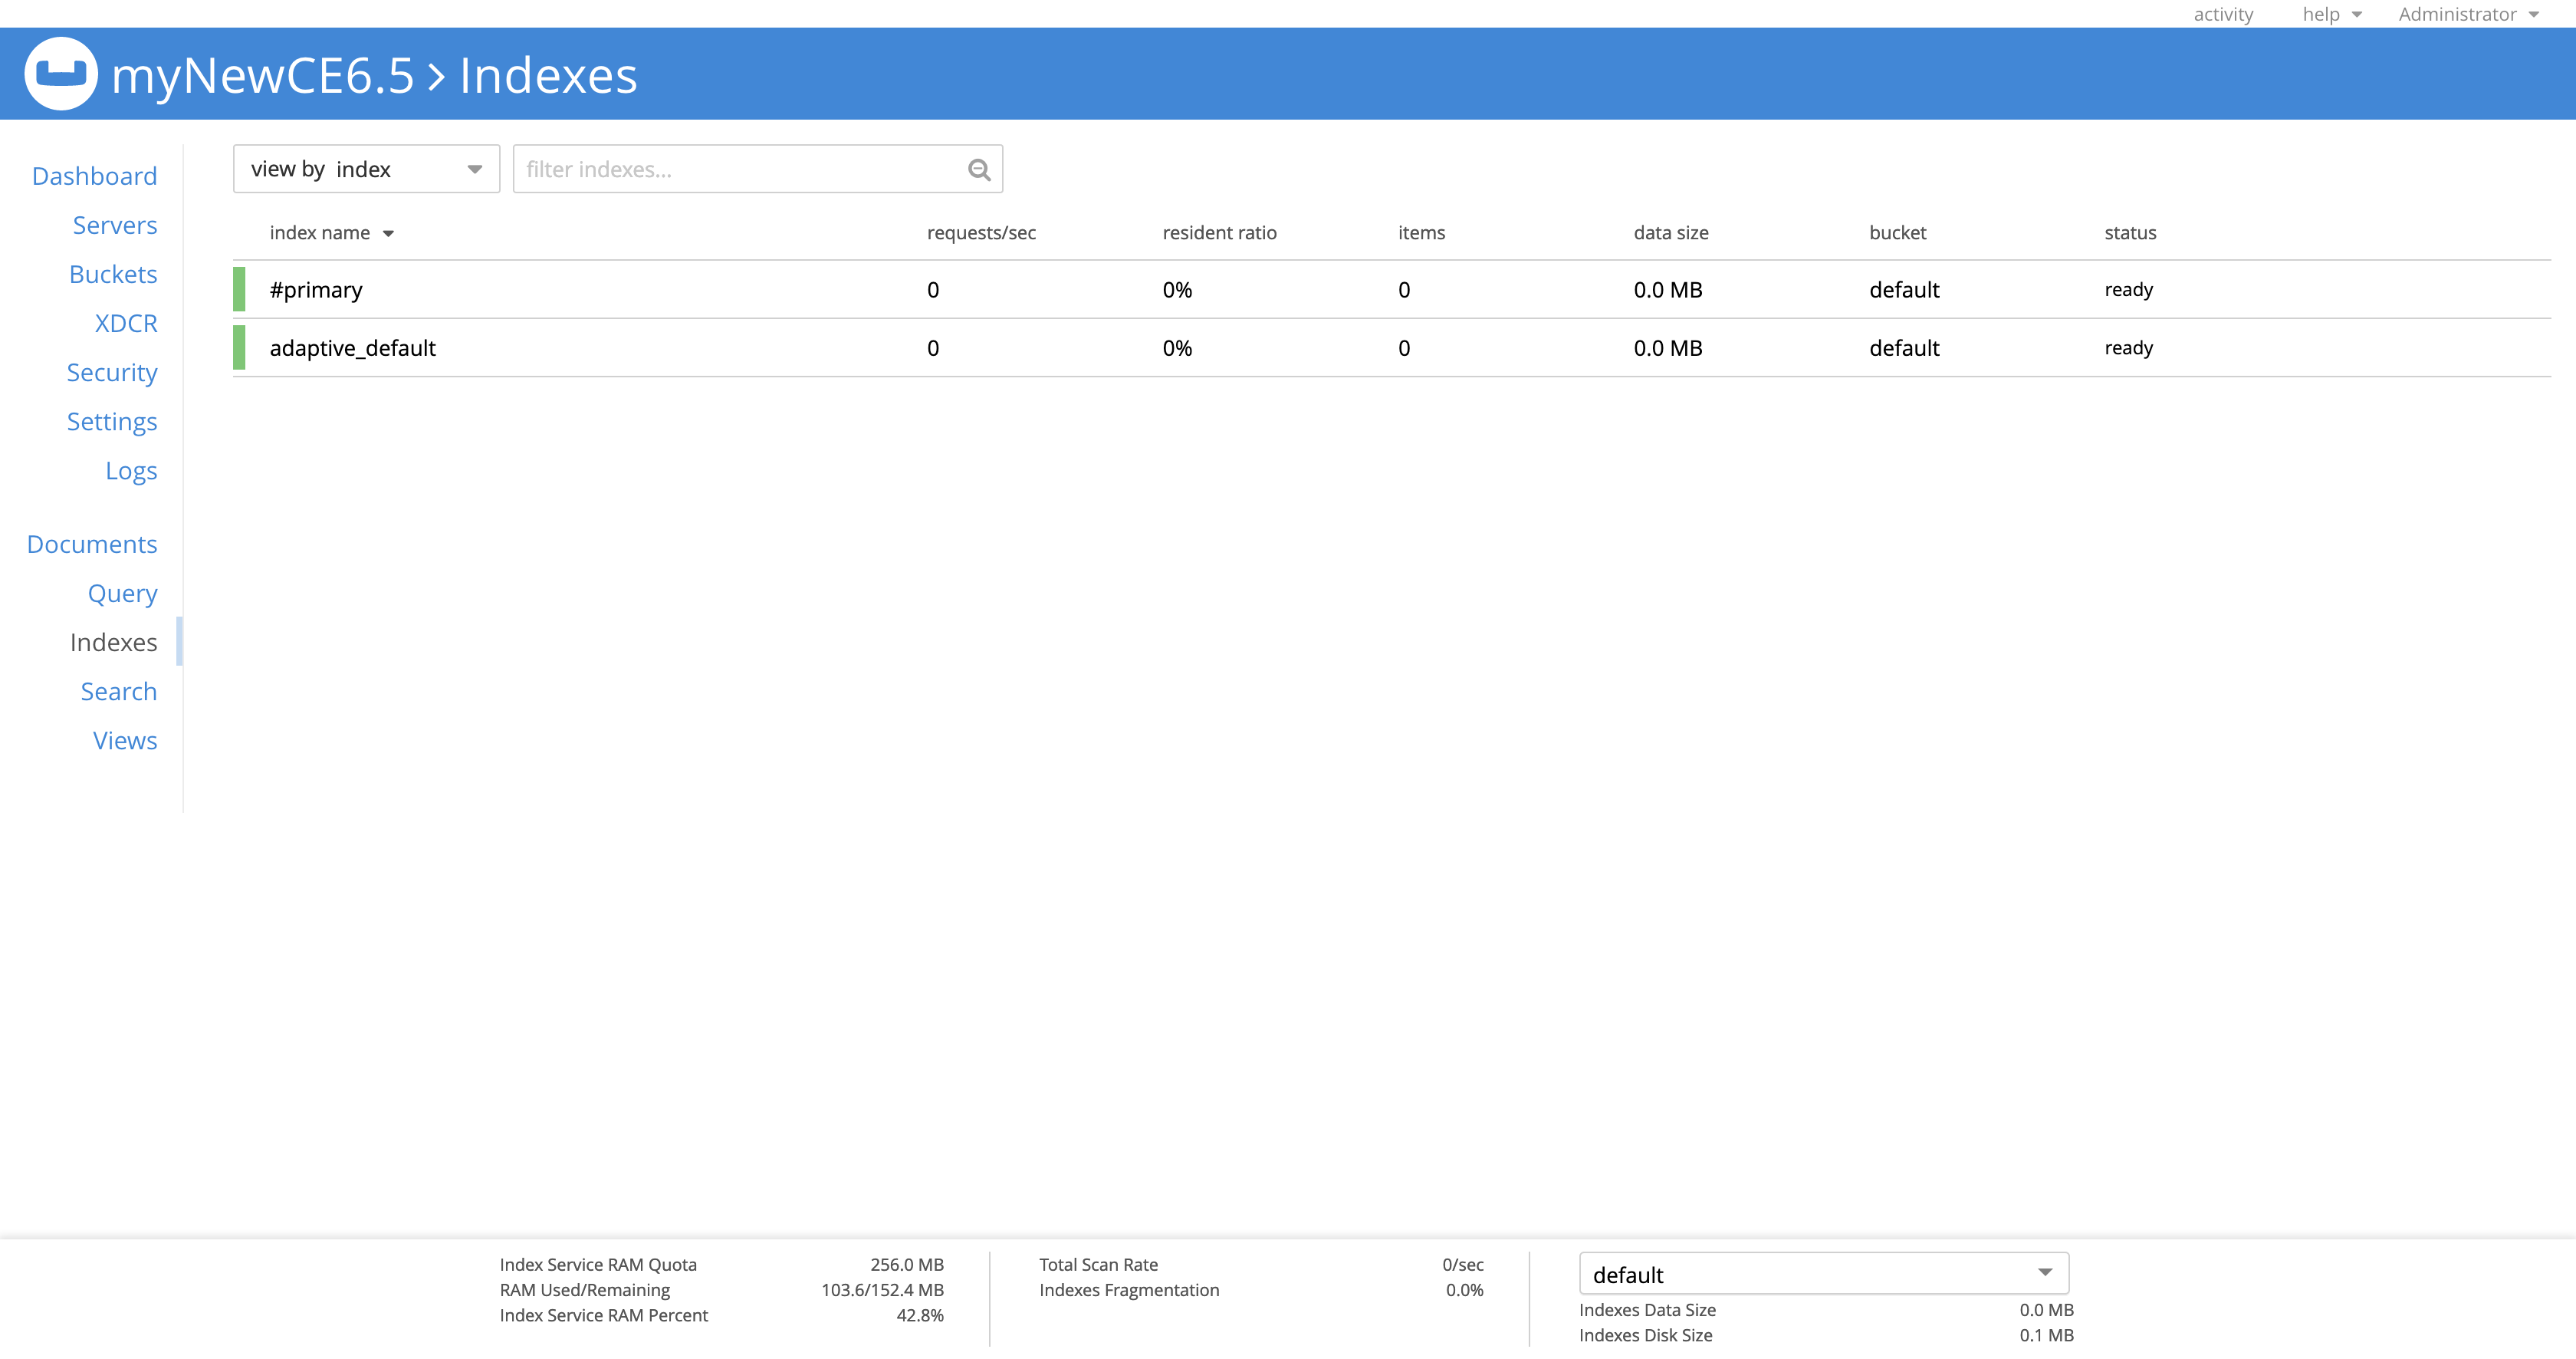 activity help Administrator
myNewCE6.5 > Indexes
Dashboard
Servers
Buckets
XDCR
Security
Settings
Logs
Documents
Query
Indexes
Search
Views
view by index
filter indexes...
index name requests/sec resident ratio items data size bucket status
#primary 0 0% 0 0.0 MB default ready
adaptive_default 0 0% 0 0.0 MB default ready
Index Service RAM Quota 256.0 MB
RAM Used/Remaining 103.6/152.4 MB
Index Service RAM Percent 42.8%
Total Scan Rate 0/sec
Indexes Fragmentation 0.0%
default
Indexes Data Size 0.0 MB
Indexes Disk Size 0.1 MB